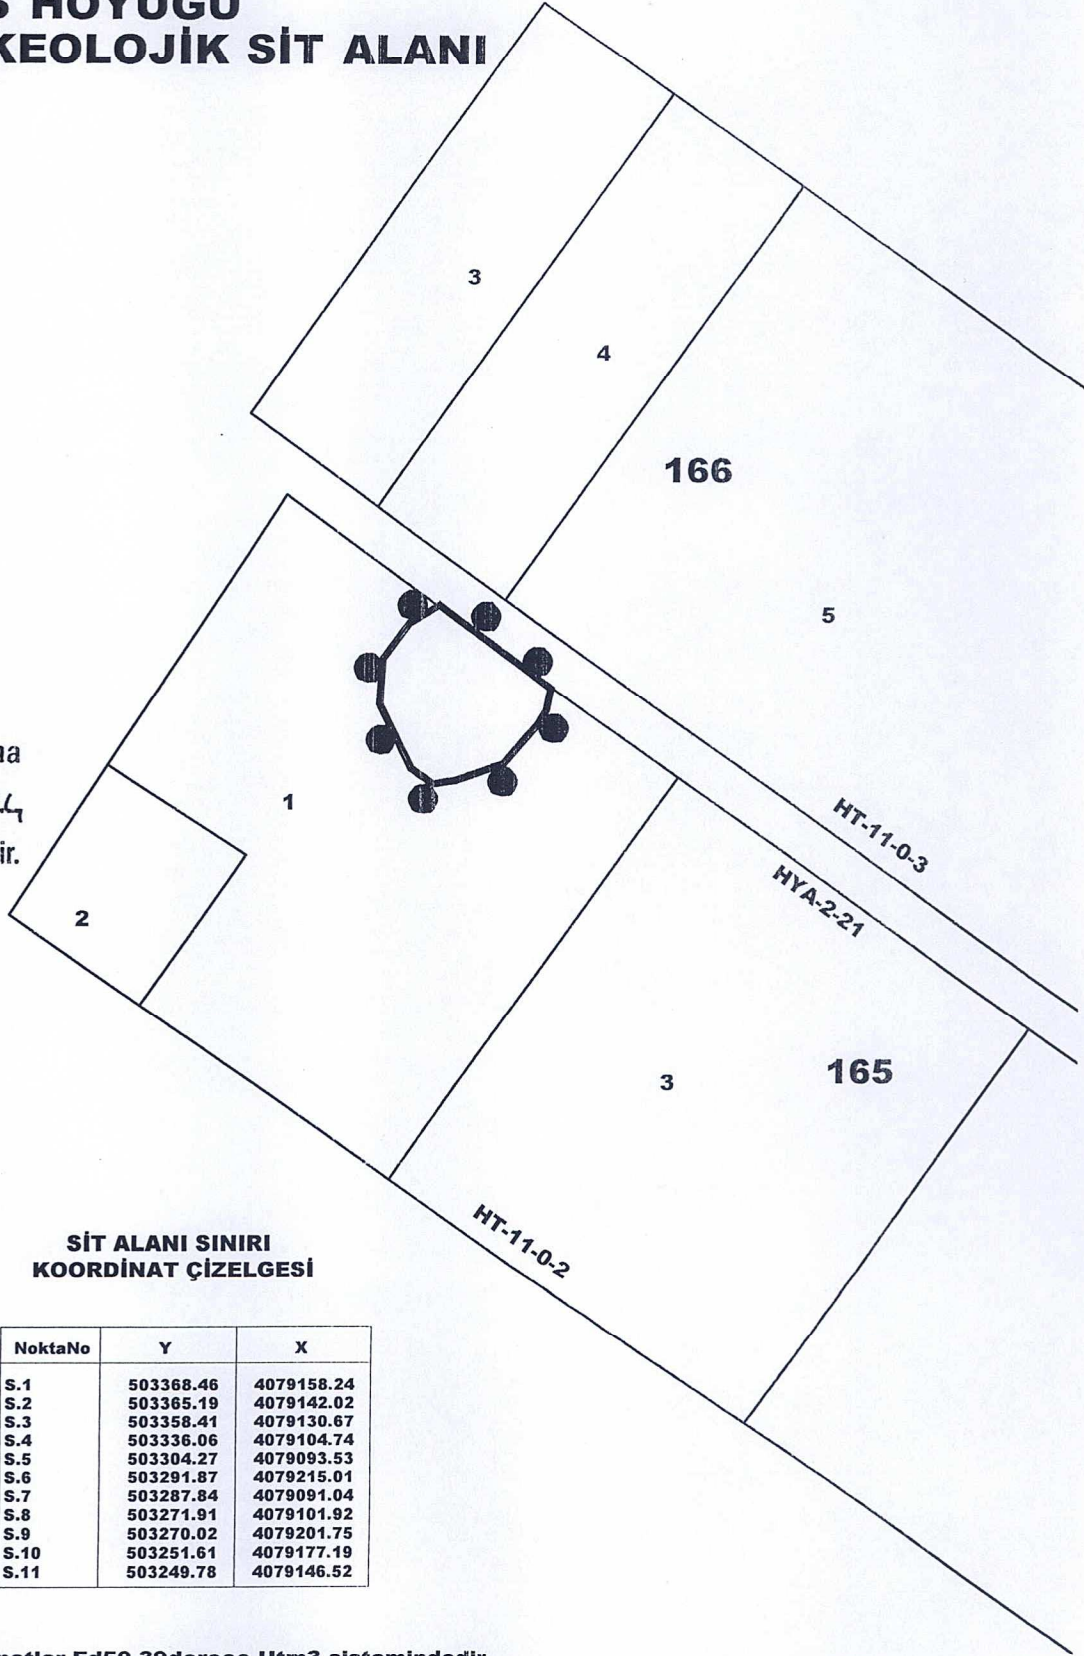 HÖYÜĞÜ
KEOLOJİK SİT ALANI
3
4
166
5
1
ir.
2
HT-11-0-3
HYA-2-21
3
165
HT-11-0-2
SİT ALANI SINIRI
KOORDİNAT ÇİZELGESİ
NoktaNo Y X
S.1 503368.46 4079158.24
S.2 503365.19 4079142.02
S.3 503358.41 4079130.67
S.4 503336.06 4079104.74
S.5 503304.27 4079093.53
S.6 503291.87 4079215.01
S.7 503287.84 4079091.04
S.8 503271.91 4079101.92
S.9 503270.02 4079201.75
S.10 503251.61 4079177.19
S.11 503249.78 4079146.52